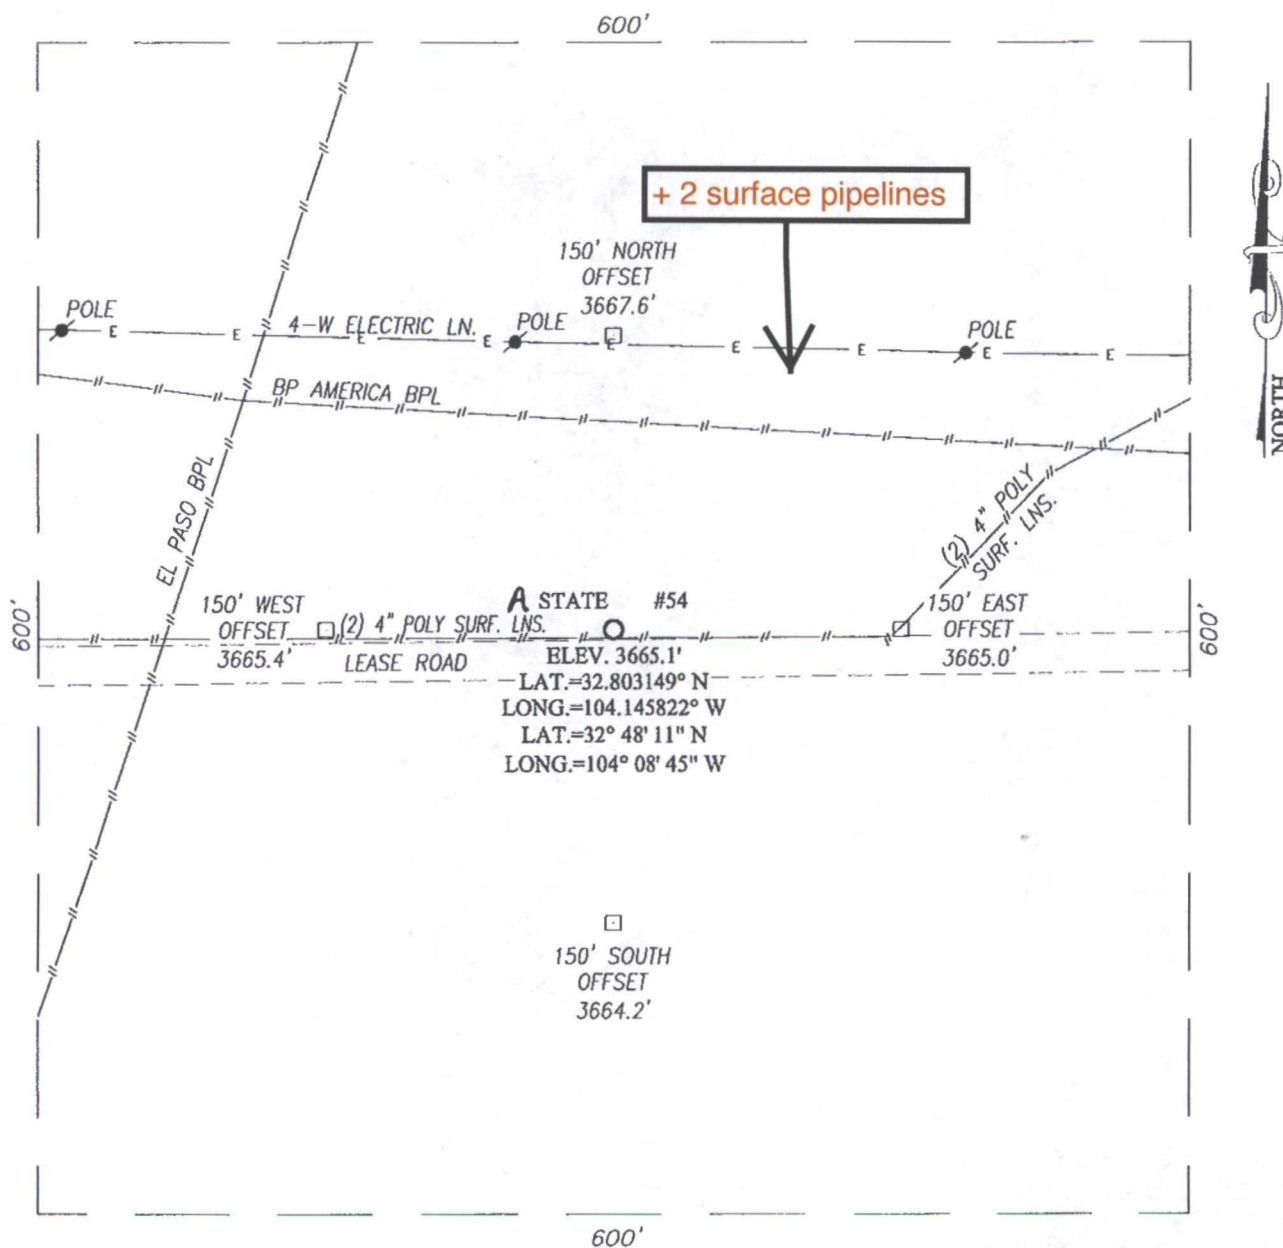 600'
+ 2 surface pipelines
150' NORTH
OFFSET
3667.6'
POLE
4-W ELECTRIC LN.
POLE
POLE
E
E
E
E
E
E
E
E
E
BP AMERICA BPL
NORTH
EL PASO BPL
(2) 4" POLY
SURF. LNS.
600'
150' WEST
OFFSET
3665.4'
(2) 4" POLY SURF. LNS.
LEASE ROAD
A STATE #54
ELEV. 3665.1'
LAT.=32.803149° N
LONG.=104.145822° W
LAT.=32° 48' 11" N
LONG.=104° 08' 45" W
150' EAST
OFFSET
3665.0'
600'
150' SOUTH
OFFSET
3664.2'
600'